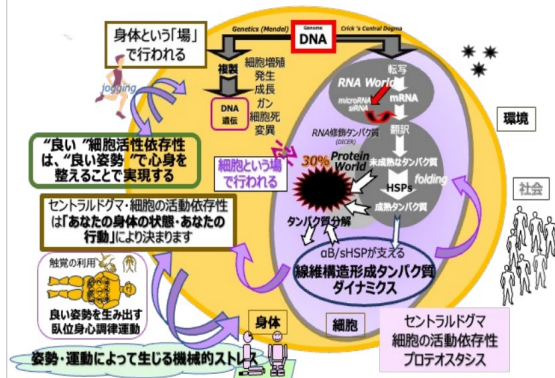 身体という「場」
で行われる
Genetics (Mendel)
Genome
DNA
Crick 's Central Dogma
jogging
複製
細胞増殖
発生
成長
ガン
細胞死
変異
DNA
遺伝
転写
RNA World
microRNA
siRNA
mRNA
RNA修飾タンパク質
(DICER)
翻訳
30%
Protein
World
未成熟なタンパク質
folding
HSPs
成熟タンパク質
タンパク質分解
細胞という場
で行われる
環境
社会
"良い "細胞活性依存性
は、"良い姿勢 "で心身を
整えることで実現する
セントラルドグマ・細胞の活動依存性
は「あなたの身体の状態・あなたの
行動」により決まります
αB/sHSPが支える
線維構造形成タンパク質
ダイナミクス
触覚の利用
良い姿勢を生み出す
臥位身心調律運動
身体
細胞
セントラルドグマ
細胞の活動依存性
プロテオスタシス
姿勢・運動によって生じる機械的ストレス